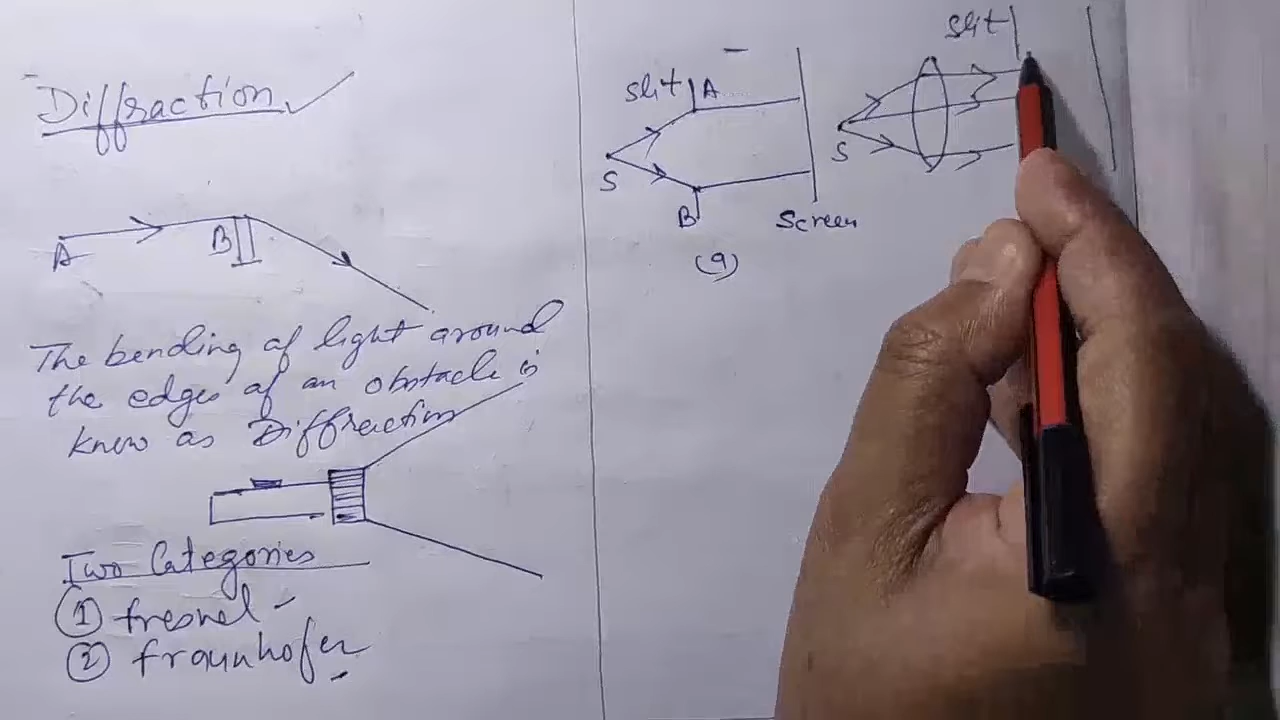 Diffraction
A
B
The bending of light around
the edges of an obstacle is
know as Diffraction
Two Categories
① fresnel
② fraunhofer
slit A
S
B
Screen
(a)
slit
S